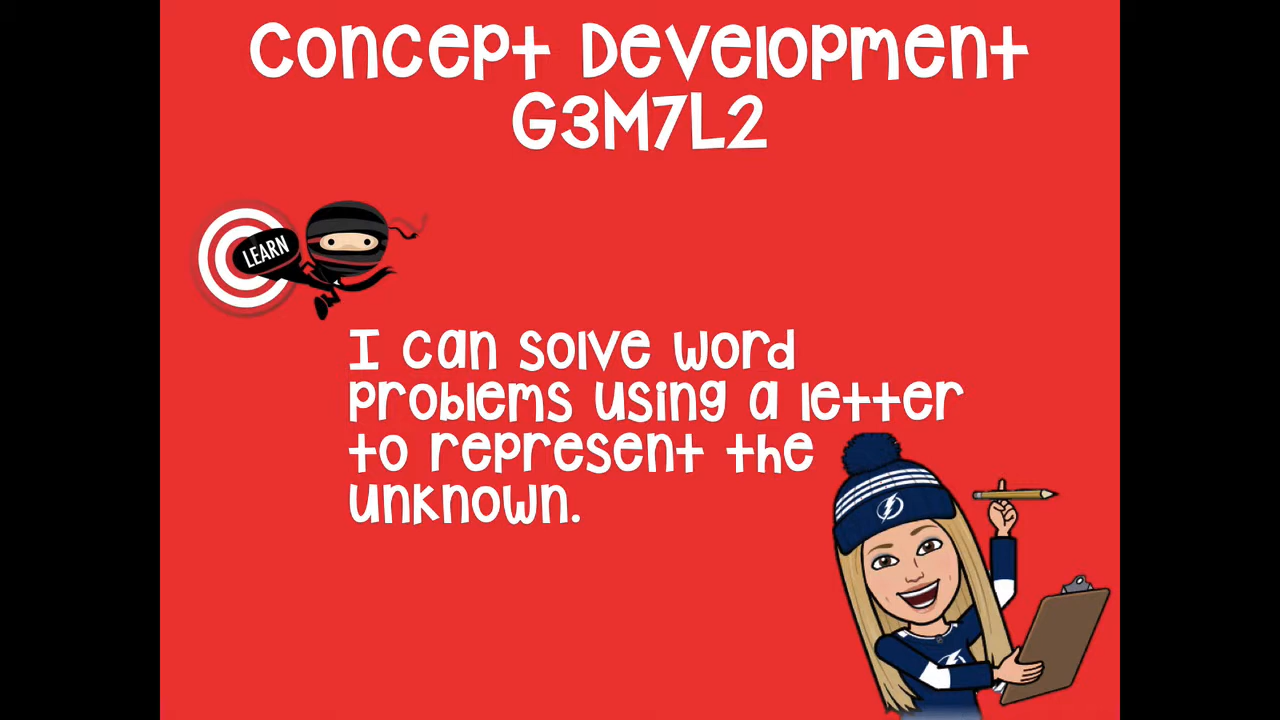 Concept Development
G3M7L2
LEARN
I can solve word
problems using a letter
to represent the
unknown.